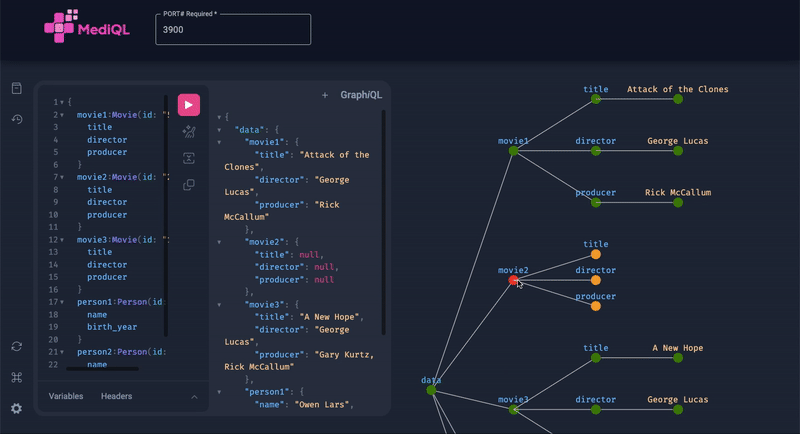 MediQL
PORT# Required *
3900
GraphiQL
1 {
2 movie1:Movie(id:
3 title
4 director
5 producer
6 }
7 movie2:Movie(id:
8 title
9 director
10 producer
11 }
12 movie3:Movie(id:
13 title
14 director
15 producer
16 }
17 person1:Person(id:
18 name
19 birth_year
20 }
21 person2:Person(id:
22 name
Variables Headers
{
"data": {
"movie1": {
"title": "Attack of the
Clones",
"director": "George
Lucas",
"producer": "Rick
McCallum"
},
"movie2": {
"title": null,
"director": null,
"producer": null
},
"movie3": {
"title": "A New Hope",
"director": "George
Lucas",
"producer": "Gary Kurtz,
Rick McCallum"
},
"person1": {
"name": "Owen Lars",
title Attack of the Clones
movie1 director George Lucas
producer Rick McCallum
title
movie2 director
producer
title A New Hope
data
movie3 director George Lucas